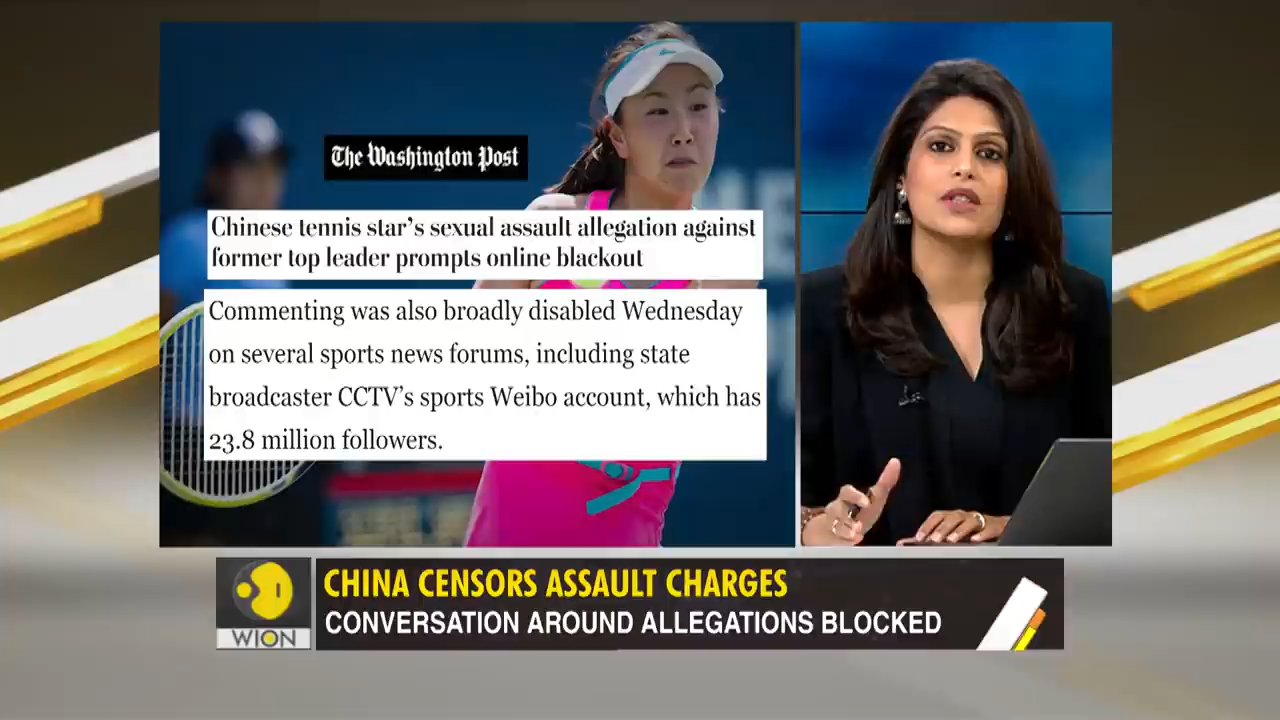 The Washington Post
Chinese tennis star's sexual assault allegation against
former top leader prompts online blackout
Commenting was also broadly disabled Wednesday
on several sports news forums, including state
broadcaster CCTV's sports Weibo account, which has
23.8 million followers.
CHINA CENSORS ASSAULT CHARGES
CONVERSATION AROUND ALLEGATIONS BLOCKED
WION